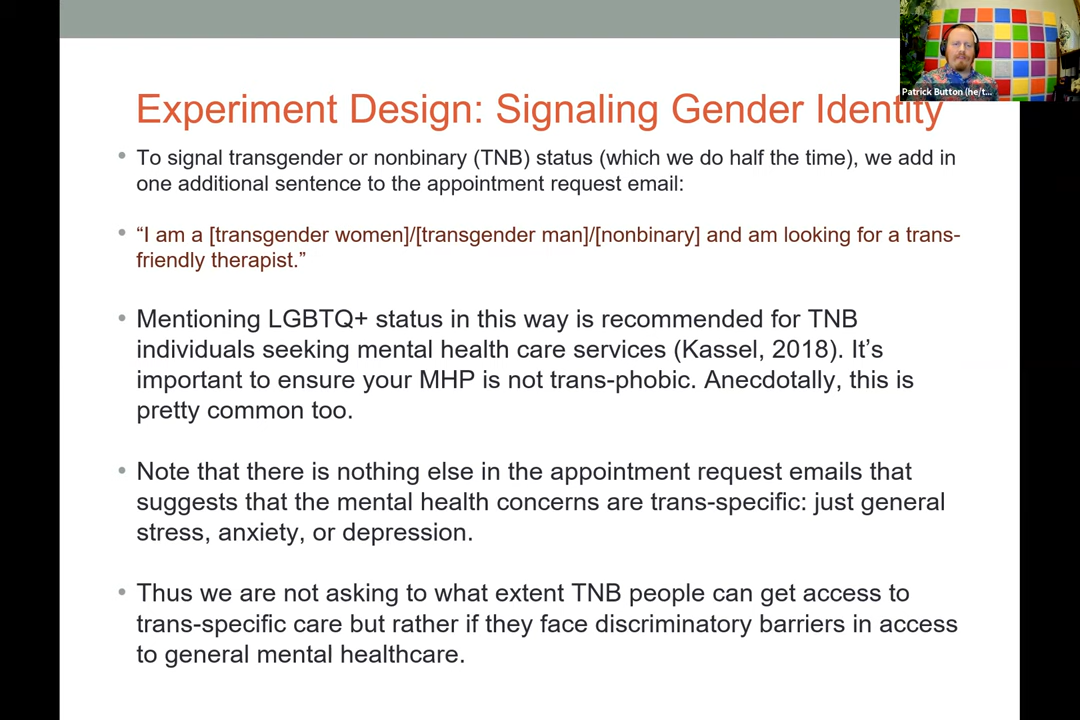 Experiment Design: Signaling Gender Identity
Patrick Button (he/t...
• To signal transgender or nonbinary (TNB) status (which we do half the time), we add in
one additional sentence to the appointment request email:
• “I am a [transgender women]/[transgender man]/[nonbinary] and am looking for a trans-
friendly therapist.”
• Mentioning LGBTQ+ status in this way is recommended for TNB
individuals seeking mental health care services (Kassel, 2018). It’s
important to ensure your MHP is not trans-phobic. Anecdotally, this is
pretty common too.
• Note that there is nothing else in the appointment request emails that
suggests that the mental health concerns are trans-specific: just general
stress, anxiety, or depression.
• Thus we are not asking to what extent TNB people can get access to
trans-specific care but rather if they face discriminatory barriers in access
to general mental healthcare.